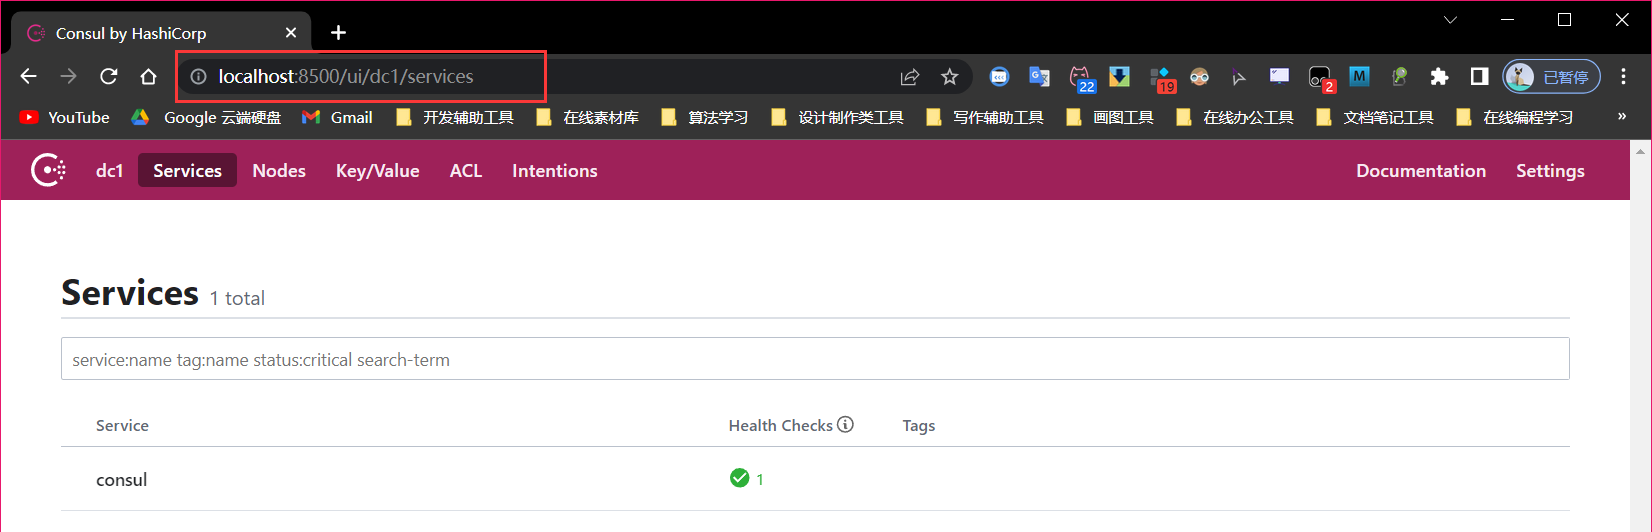 Consul by HashiCorp
localhost:8500/ui/dc1/services
22
19
2
M
已暂停
YouTube
Google 云端硬盘
Gmail
开发辅助工具
在线素材库
算法学习
设计制作类工具
写作辅助工具
画图工具
在线办公工具
文档笔记工具
在线编程学习
»
dc1
Services
Nodes
Key/Value
ACL
Intentions
Documentation
Settings
Services 1 total
service:name tag:name status:critical search-term
Service Health Checks Tags
consul 1